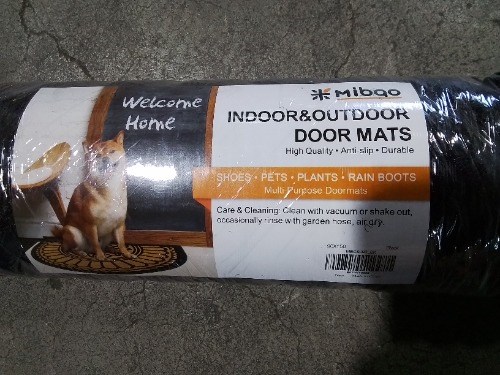 Welcome
Home
Mibao
INDOOR&OUTDOOR
DOOR MATS
High Quality • Anti-slip • Durable
SHOES • PETS • PLANTS • RAIN BOOTS
Multi Purpose Doormats
Care & Cleaning: Clean with vacuum or shake out,
occasionally rinse with garden hose, air dry.